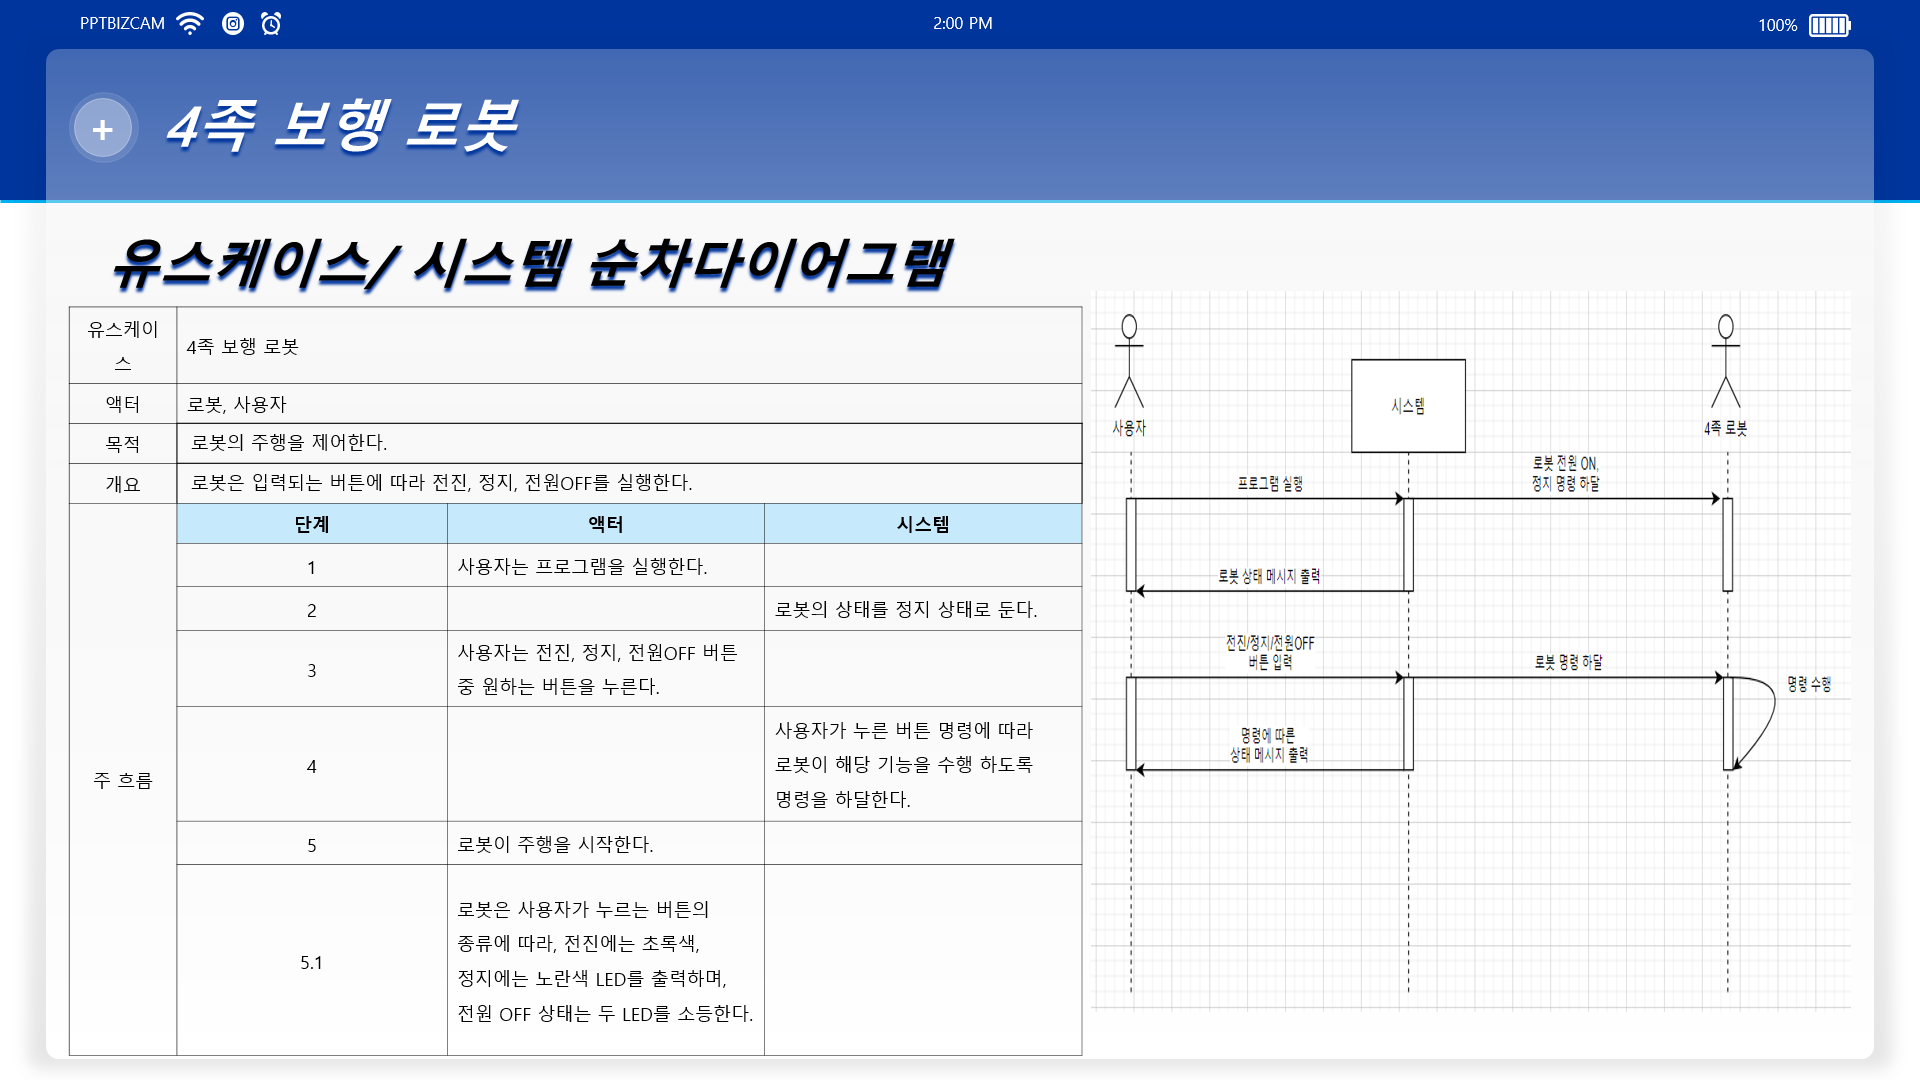 PPTBIZCAM
2:00 PM
100%
+
4족 보행 로봇
유스케이스/ 시스템 순차다이어그램
유스케이
스
4족 보행 로봇
액터
로봇, 사용자
목적
로봇의 주행을 제어한다.
개요
로봇은 입력되는 버튼에 따라 전진, 정지, 전원OFF를 실행한다.
주 흐름
단계
액터
시스템
1
사용자는 프로그램을 실행한다.
2
로봇의 상태를 정지 상태로 둔다.
3
사용자는 전진, 정지, 전원OFF 버튼
중 원하는 버튼을 누른다.
4
사용자가 누른 버튼 명령에 따라
로봇이 해당 기능을 수행 하도록
명령을 하달한다.
5
로봇이 주행을 시작한다.
5.1
로봇은 사용자가 누르는 버튼의
종류에 따라, 전진에는 초록색,
정지에는 노란색 LED를 출력하며,
전원 OFF 상태는 두 LED를 소등한다.
사용자
시스템
4족 로봇
프로그램 실행
로봇 전원 ON,
정지 명령 하달
로봇 상태 메시지 출력
전진/정지/전원OFF
버튼 입력
로봇 명령 하달
명령 수행
명령에 따른
상태 메시지 출력